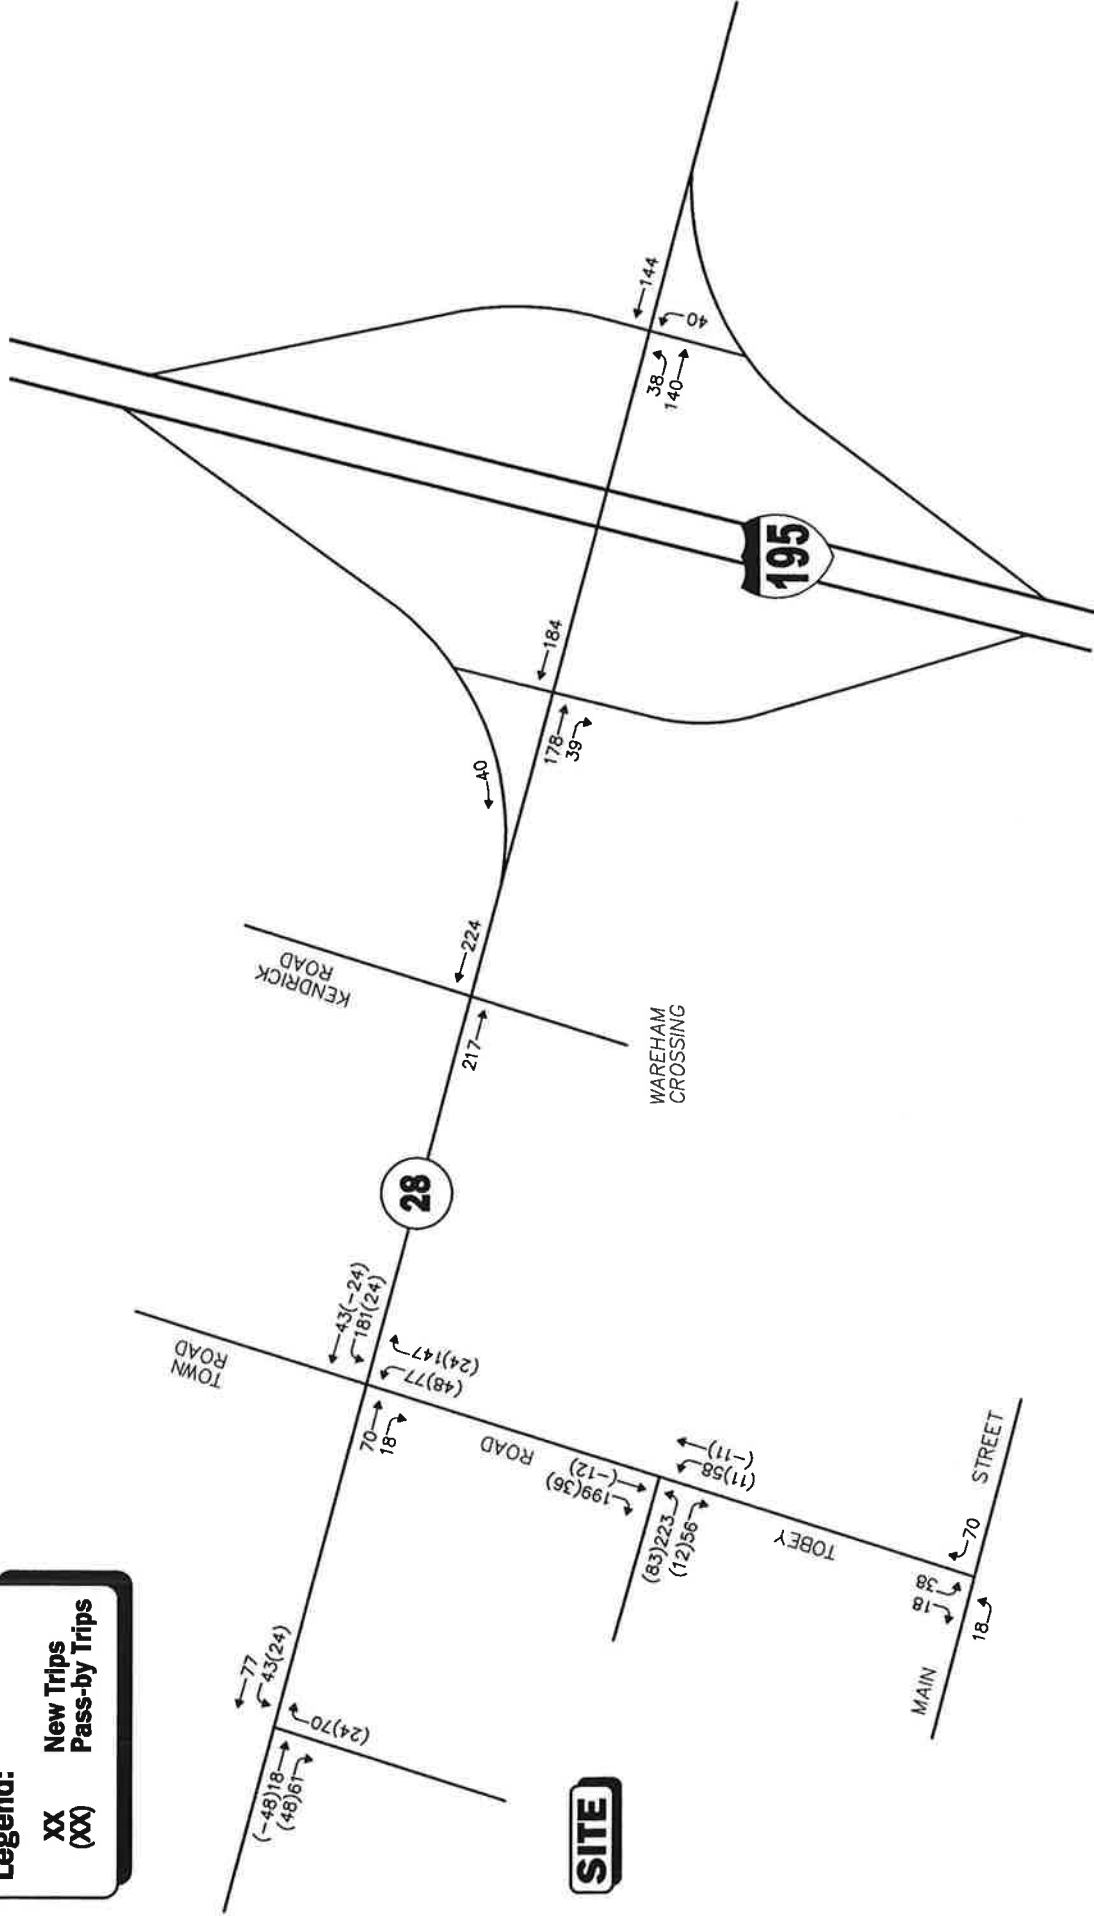 Legend:
XX New Trips
(XX) Pass-by Trips
SITE
(-48)18
(48)61
77
43(24)
(24)70
MAIN
STREET
18
18
38
70
TOBEY
ROAD
(83)223
(12)56
199(36)
(-12)
(11)58
(-11)
TOWN
ROAD
70
18
43(-24)
181(24)
(48)77
(24)147
28
KENDRICK
ROAD
217
224
WAREHAM
CROSSING
40
178
39
184
195
38
140
144
40